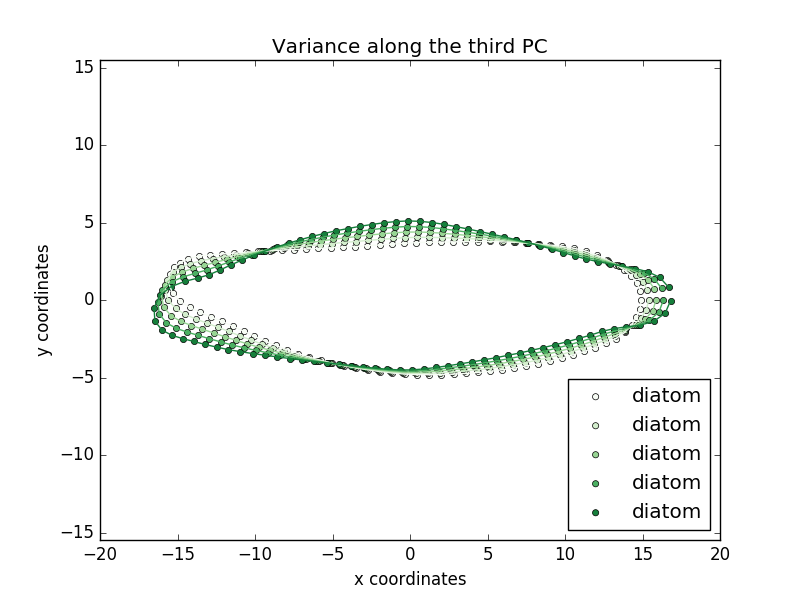 Variance along the third PC
15
10
5
0
−5
−10
−15
y coordinates
−20
−15
−10
−5
0
5
10
15
20
x coordinates
diatom
diatom
diatom
diatom
diatom